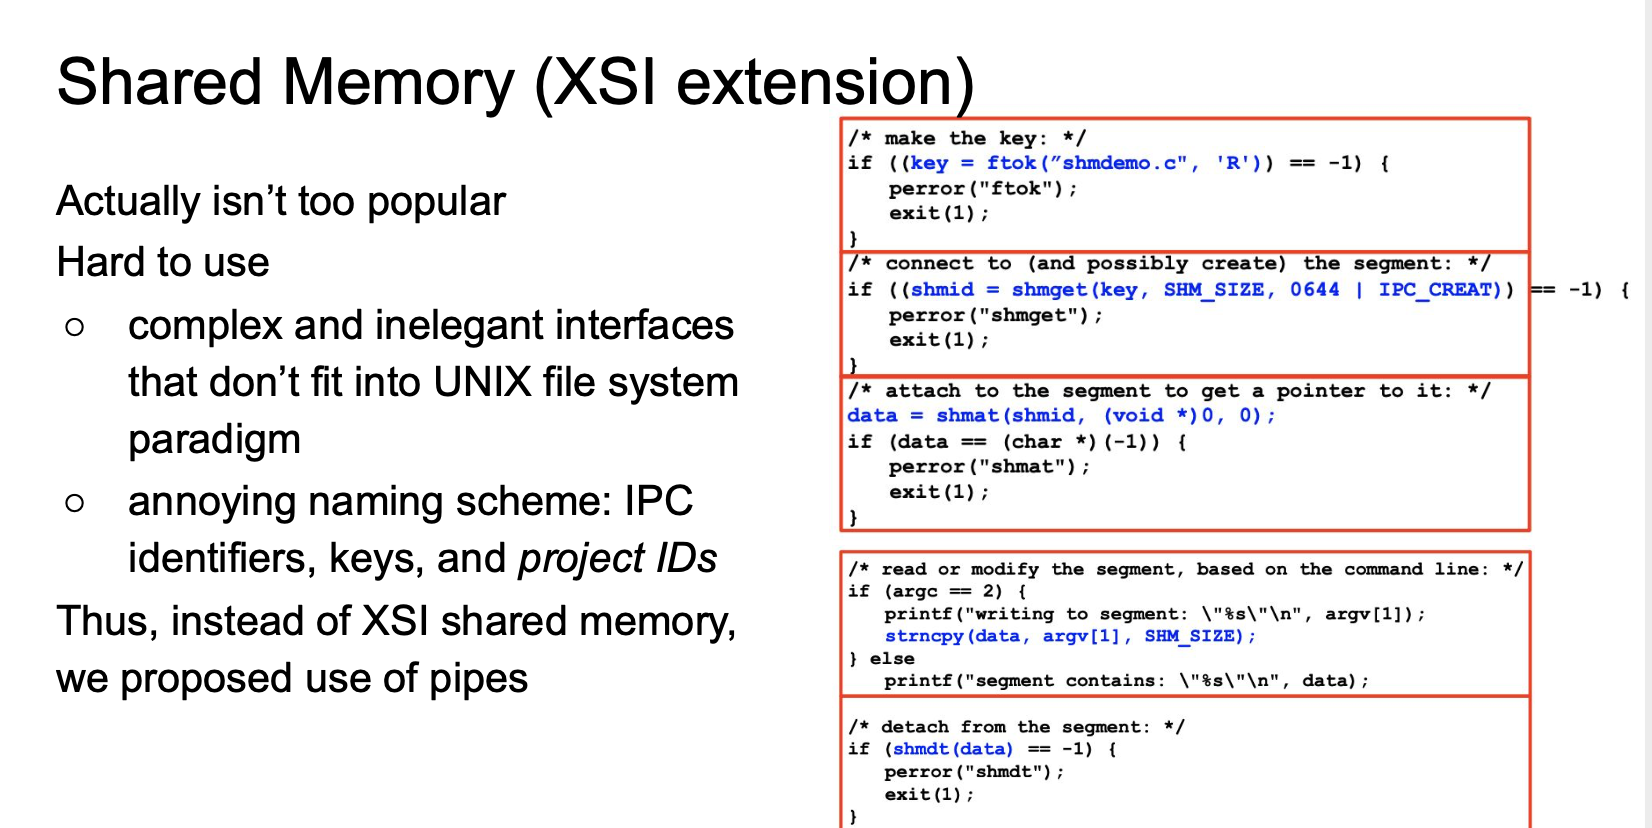 Shared Memory (XSI extension)
Actually isn’t too popular
Hard to use
○ complex and inelegant interfaces
that don’t fit into UNIX file system
paradigm
○ annoying naming scheme: IPC
identifiers, keys, and project IDs
Thus, instead of XSI shared memory,
we proposed use of pipes
/* make the key: */
if ((key = ftok(”shmdemo.c", 'R')) == -1) {
perror("ftok");
exit(1);
}
/* connect to (and possibly create) the segment: */
if ((shmid = shmget(key, SHM_SIZE, 0644 | IPC_CREAT)) == -1) {
perror("shmget");
exit(1);
}
/* attach to the segment to get a pointer to it: */
data = shmat(shmid, (void *)0, 0);
if (data == (char *)(-1)) {
perror("shmat");
exit(1);
}
/* read or modify the segment, based on the command line: */
if (argc == 2) {
printf("writing to segment: \"%s\"\n", argv[1]);
strncpy(data, argv[1], SHM_SIZE);
} else
printf("segment contains: \"%s\"\n", data);
/* detach from the segment: */
if (shmdt(data) == -1) {
perror("shmdt");
exit(1);
}